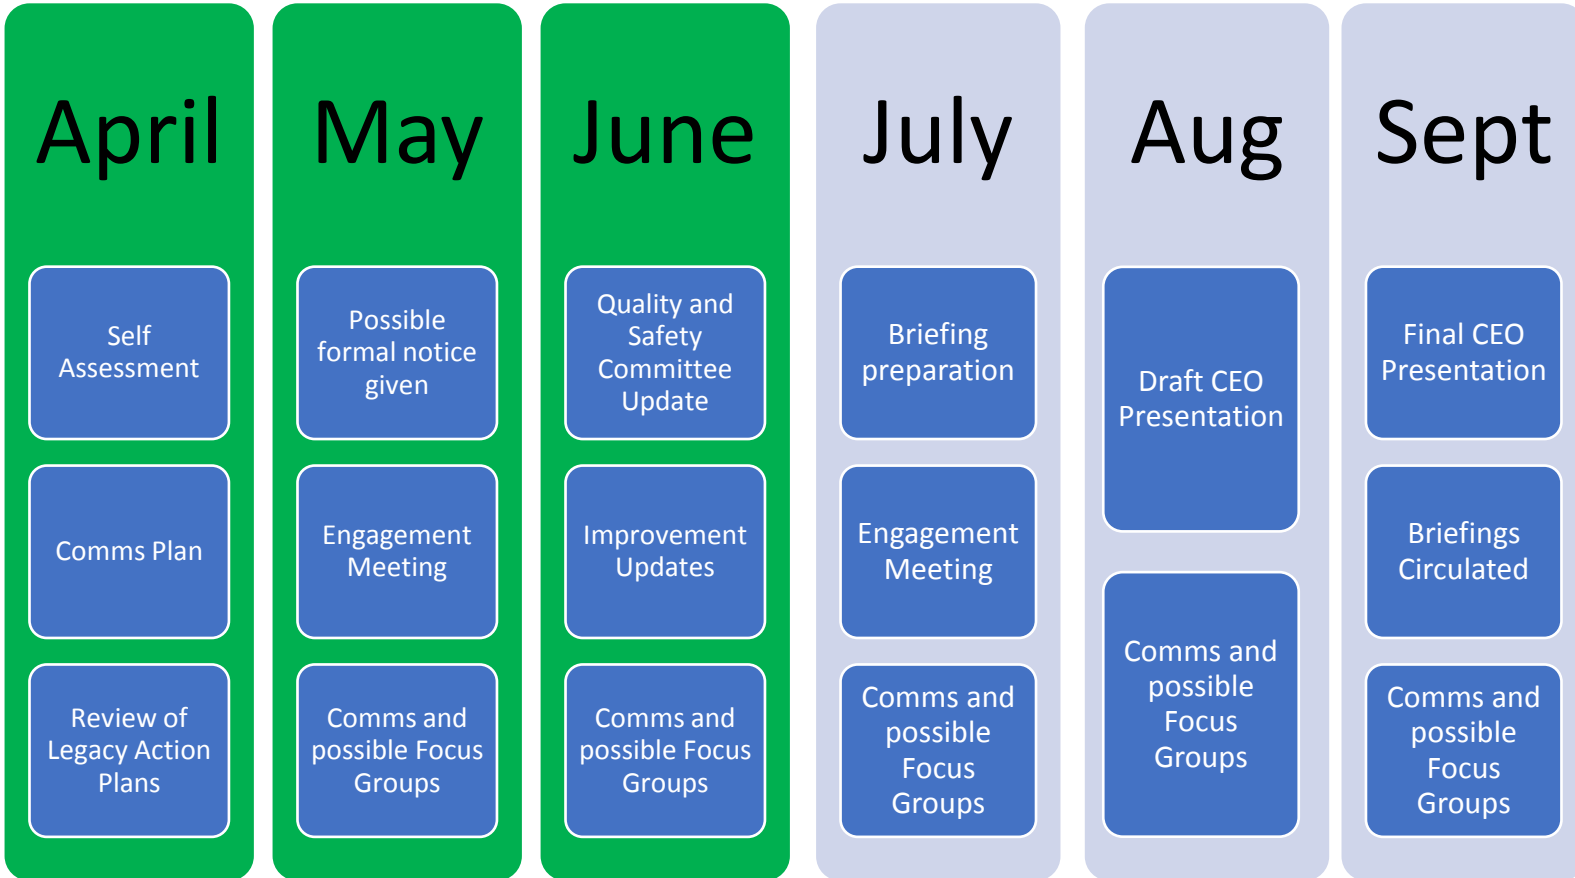 April
Self
Assessment
Comms Plan
Review of
Legacy Action
Plans
May
Possible
formal notice
given
Engagement
Meeting
Comms and
possible Focus
Groups
June
Quality and
Safety
Committee
Update
Improvement
Updates
Comms and
possible Focus
Groups
July
Briefing
preparation
Engagement
Meeting
Comms and
possible
Focus
Groups
Aug
Draft CEO
Presentation
Comms and
possible
Focus
Groups
Sept
Final CEO
Presentation
Briefings
Circulated
Comms and
possible
Focus
Groups